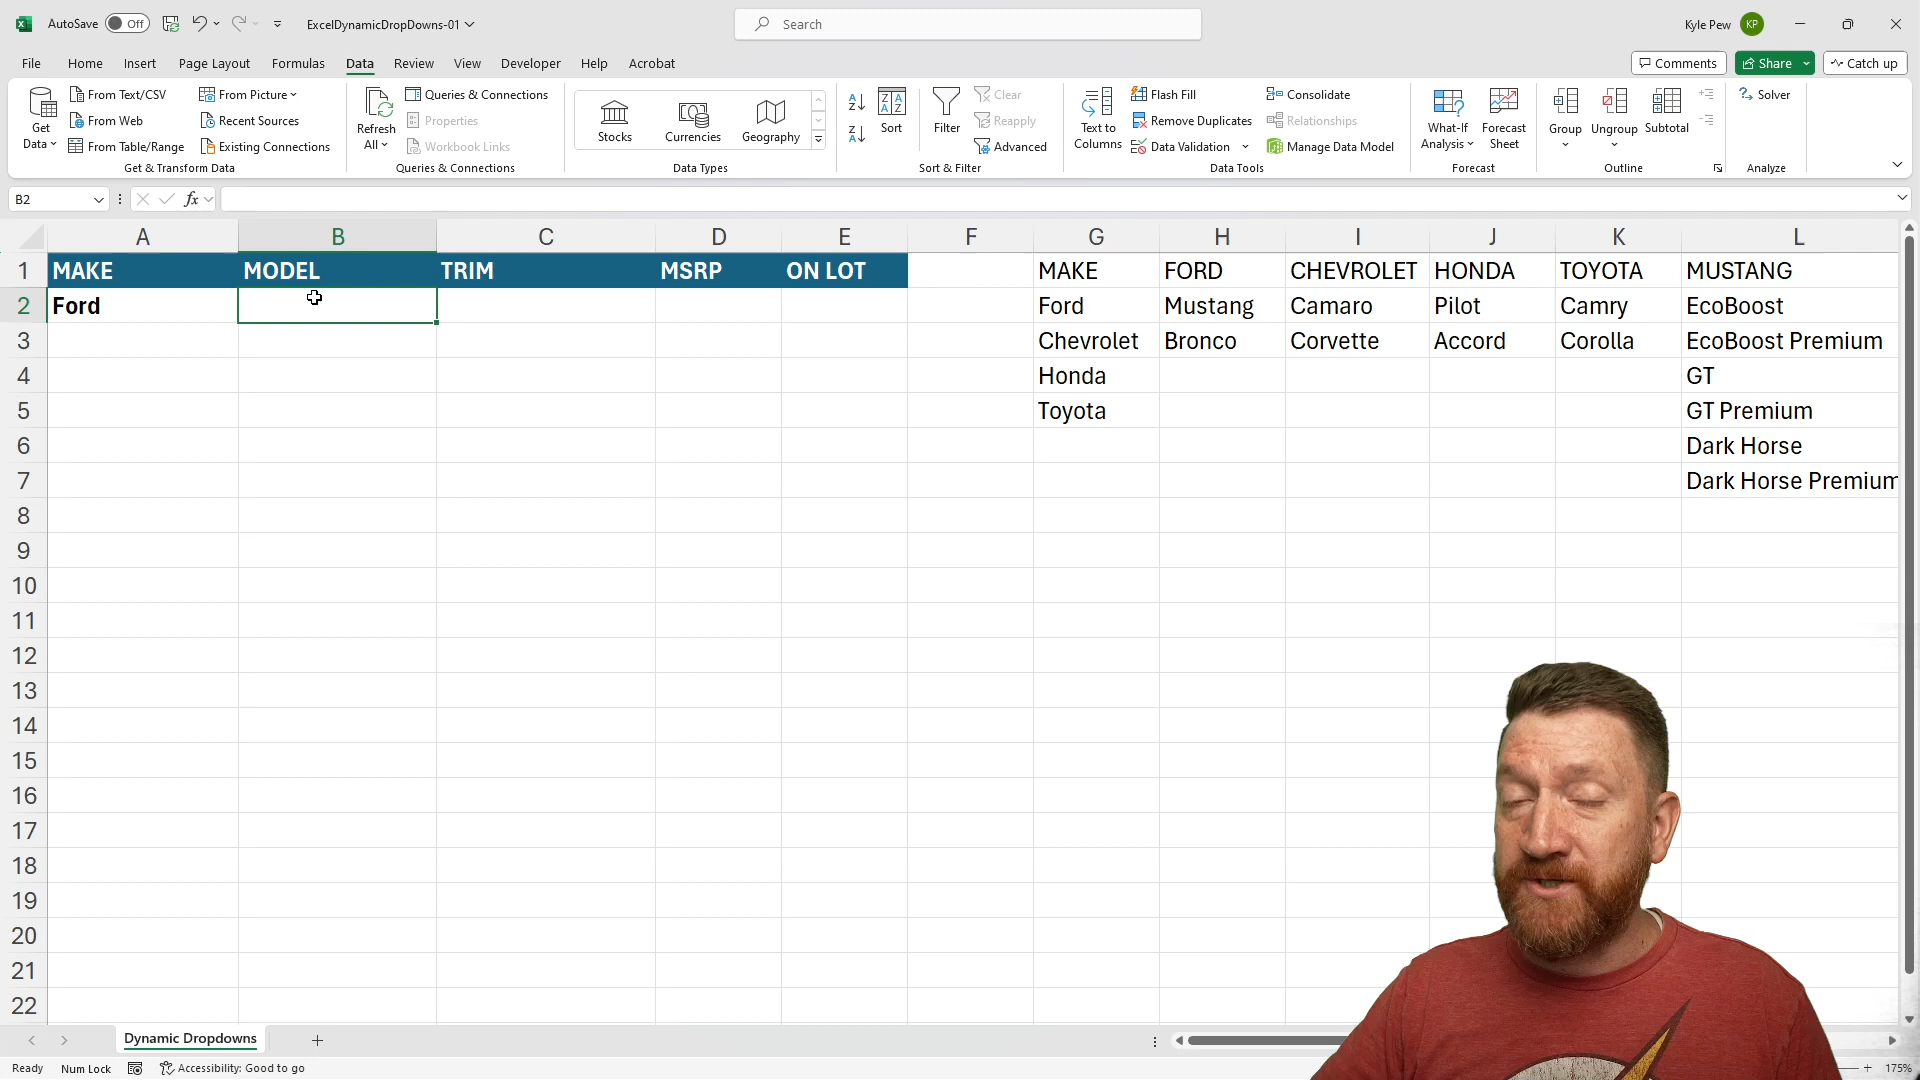 AutoSave Off ExcelDynamicDropDowns-01 Search Kyle Pew KP
File Home Insert Page Layout Formulas Data Review View Developer Help Acrobat Comments Share Catch up
Get Data
From Text/CSV
From Web
From Table/Range
From Picture
Recent Sources
Existing Connections
Get & Transform Data
Refresh All
Queries & Connections
Properties
Workbook Links
Queries & Connections
Stocks Currencies Geography
Data Types
Sort
Filter
Clear
Reapply
Advanced
Sort & Filter
Text to Columns
Flash Fill
Remove Duplicates
Data Validation
Consolidate
Relationships
Manage Data Model
Data Tools
What-If Analysis
Forecast Sheet
Forecast
Group Ungroup Subtotal
Outline
Solver
Analyze
B2 fx
A B C D E F G H I J K L
1 MAKE MODEL TRIM MSRP ON LOT MAKE FORD CHEVROLET HONDA TOYOTA MUSTANG
2 Ford Ford Mustang Camaro Pilot Camry EcoBoost
3 Chevrolet Bronco Corvette Accord Corolla EcoBoost Premium
4 Honda GT
5 Toyota GT Premium
6 Dark Horse
7 Dark Horse Premium
8
9
10
11
12
13
14
15
16
17
18
19
20
21
22
Dynamic Dropdowns
Ready Num Lock Accessibility: Good to go 175%